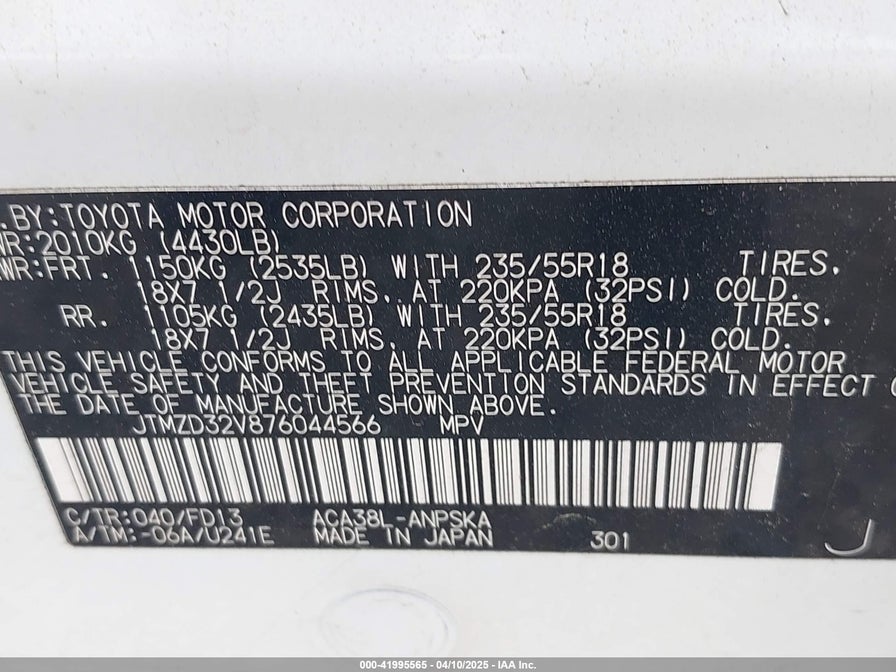 .BY:TOYOTA MOTOR CORPORATION
WR:2010KG (4430LB)
WR:FRT. 1150KG (2535LB) WITH 235/55R18 TIRES.
18X7 1/2J RIMS. AT 220KPA (32PSI) COLD.
RR. 1105KG (2435LB) WITH 235/55R18 TIRES.
18X7 1/2J RIMS. AT 220KPA (32PSI) COLD.
THIS VEHICLE CONFORMS TO ALL APPLICABLE FEDERAL MOTOR
VEHICLE SAFETY AND THEFT PREVENTION STANDARDS IN EFFECT
THE DATE OF MANUFACTURE SHOWN ABOVE.
JTMZD32V876044566 MPV
C/TR:040/FD13 ACA38L-ANPSKA
A/TM:-06A/U241E MADE IN JAPAN 301
J
000-41995565 - 04/10/2025 - IAA Inc.